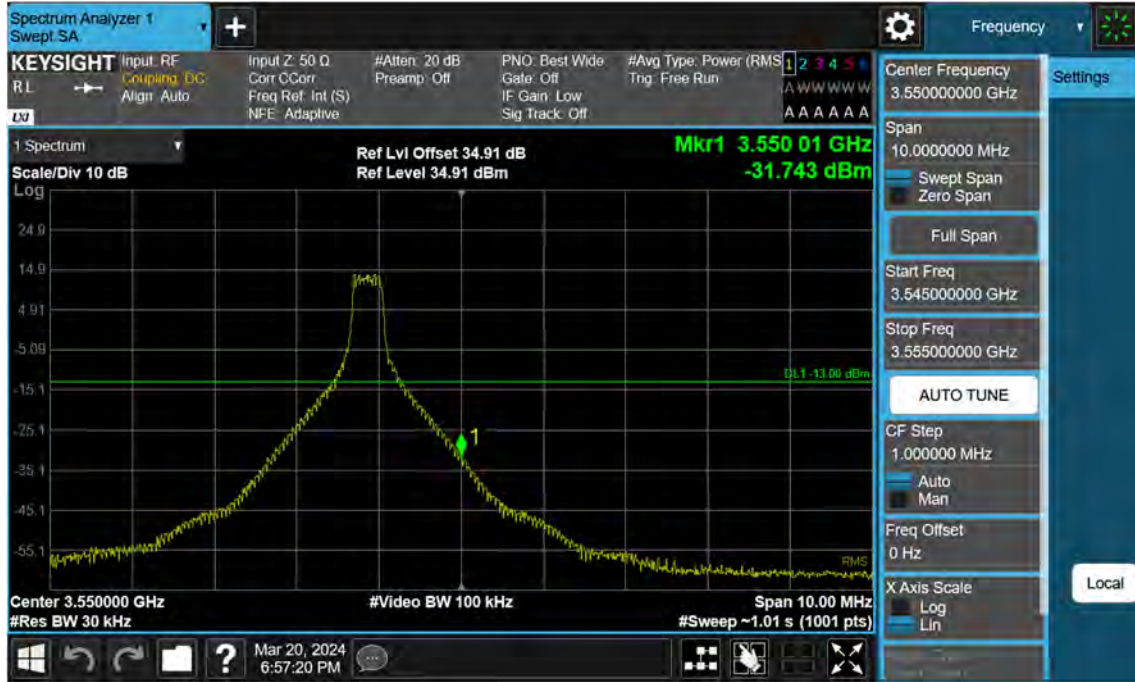 Spectrum Analyzer 1
Swept SA
Frequency
KEYSIGHT
RL
LXI
Input: RF
Coupling: DC
Align: Auto
Input Z: 50 Ω
Corr CCorr
Freq Ref: Int (S)
NFE: Adaptive
#Atten: 20 dB
Preamp: Off
PNO: Best Wide
Gate: Off
IF Gain: Low
Sig Track: Off
#Avg Type: Power (RMS
Trig: Free Run
1 2 3 4 5 6
A W W W W W
A A A A A A
1 Spectrum
Scale/Div 10 dB
Log
Ref Lvl Offset 34.91 dB
Ref Level 34.91 dBm
Mkr1 3.550 01 GHz
-31.743 dBm
24.9
14.9
4.91
-5.09
-15.1
-25.1
-35.1
-45.1
-55.1
DL1 -13.00 dBm
1
RMS
Center 3.550000 GHz
#Res BW 30 kHz
#Video BW 100 kHz
Span 10.00 MHz
#Sweep ~1.01 s (1001 pts)
?
Mar 20, 2024
6:57:20 PM
Center Frequency
3.550000000 GHz
Span
10.0000000 MHz
Swept Span
Zero Span
Full Span
Start Freq
3.545000000 GHz
Stop Freq
3.555000000 GHz
AUTO TUNE
CF Step
1.000000 MHz
Auto
Man
Freq Offset
0 Hz
X Axis Scale
Log
Lin
Settings
Local